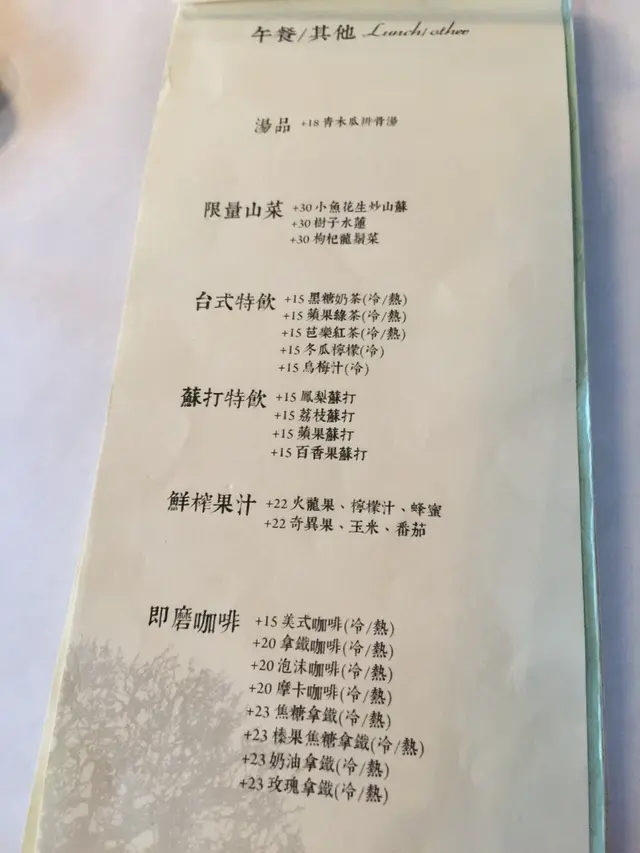 午餐/其他 Lunch/other
湯品 +18 青木瓜排骨湯
限量山菜 +30 小魚花生炒山蘇
+30 樹子水蓮
+30 枸杞龍鬚菜
台式特飲 +15 黑糖奶茶(冷/熱)
+15 蘋果綠茶(冷/熱)
+15 芭樂紅茶(冷/熱)
+15 冬瓜檸檬(冷)
+15 烏梅汁(冷)
蘇打特飲 +15 鳳梨蘇打
+15 荔枝蘇打
+15 蘋果蘇打
+15 百香果蘇打
鮮榨果汁 +22 火龍果、檸檬汁、蜂蜜
+22 奇異果、玉米、番茄
即磨咖啡 +15 美式咖啡(冷/熱)
+20 拿鐵咖啡(冷/熱)
+20 泡沫咖啡(冷/熱)
+20 摩卡咖啡(冷/熱)
+23 焦糖拿鐵(冷/熱)
+23 榛果焦糖拿鐵(冷/熱)
+23 奶油拿鐵(冷/熱)
+23 玫瑰拿鐵(冷/熱)